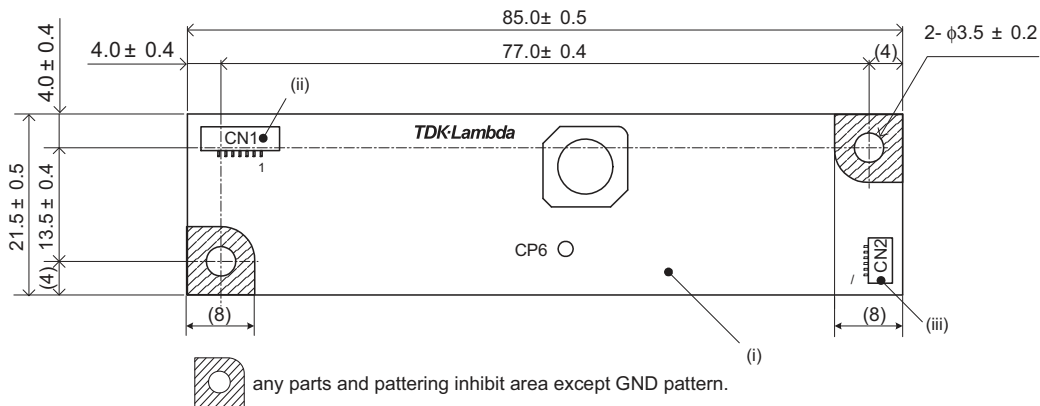 85.0± 0.5
4.0± 0.4
77.0± 0.4
(4)
2- ϕ3.5 ± 0.2
4.0± 0.4
(ii)
CN1
TDK·Lambda
1
21.5± 0.5
13.5± 0.4
(4)
CP6
CN2
/
(8)
(8)
(iii)
(i)
any parts and pattering inhibit area except GND pattern.